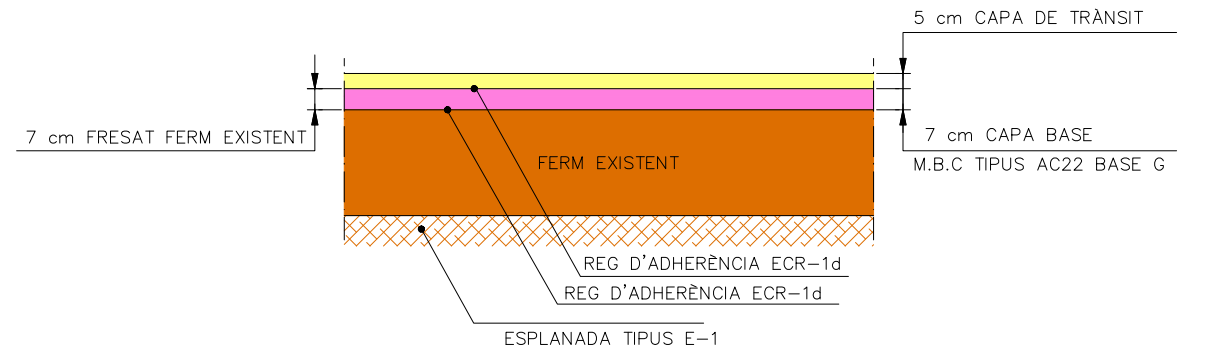 5 cm CAPA DE TRÀNSIT
7 cm FRESAT FERM EXISTENT
7 cm CAPA BASE
M.B.C TIPUS AC22 BASE G
FERM EXISTENT
REG D'ADHERÈNCIA ECR-1d
REG D'ADHERÈNCIA ECR-1d
ESPLANADA TIPUS E-1